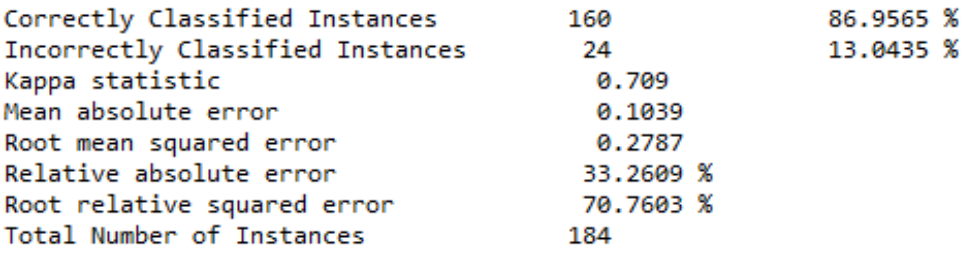 Correctly Classified Instances 160 86.9565 %
Incorrectly Classified Instances 24 13.0435 %
Kappa statistic 0.709
Mean absolute error 0.1039
Root mean squared error 0.2787
Relative absolute error 33.2609 %
Root relative squared error 70.7603 %
Total Number of Instances 184